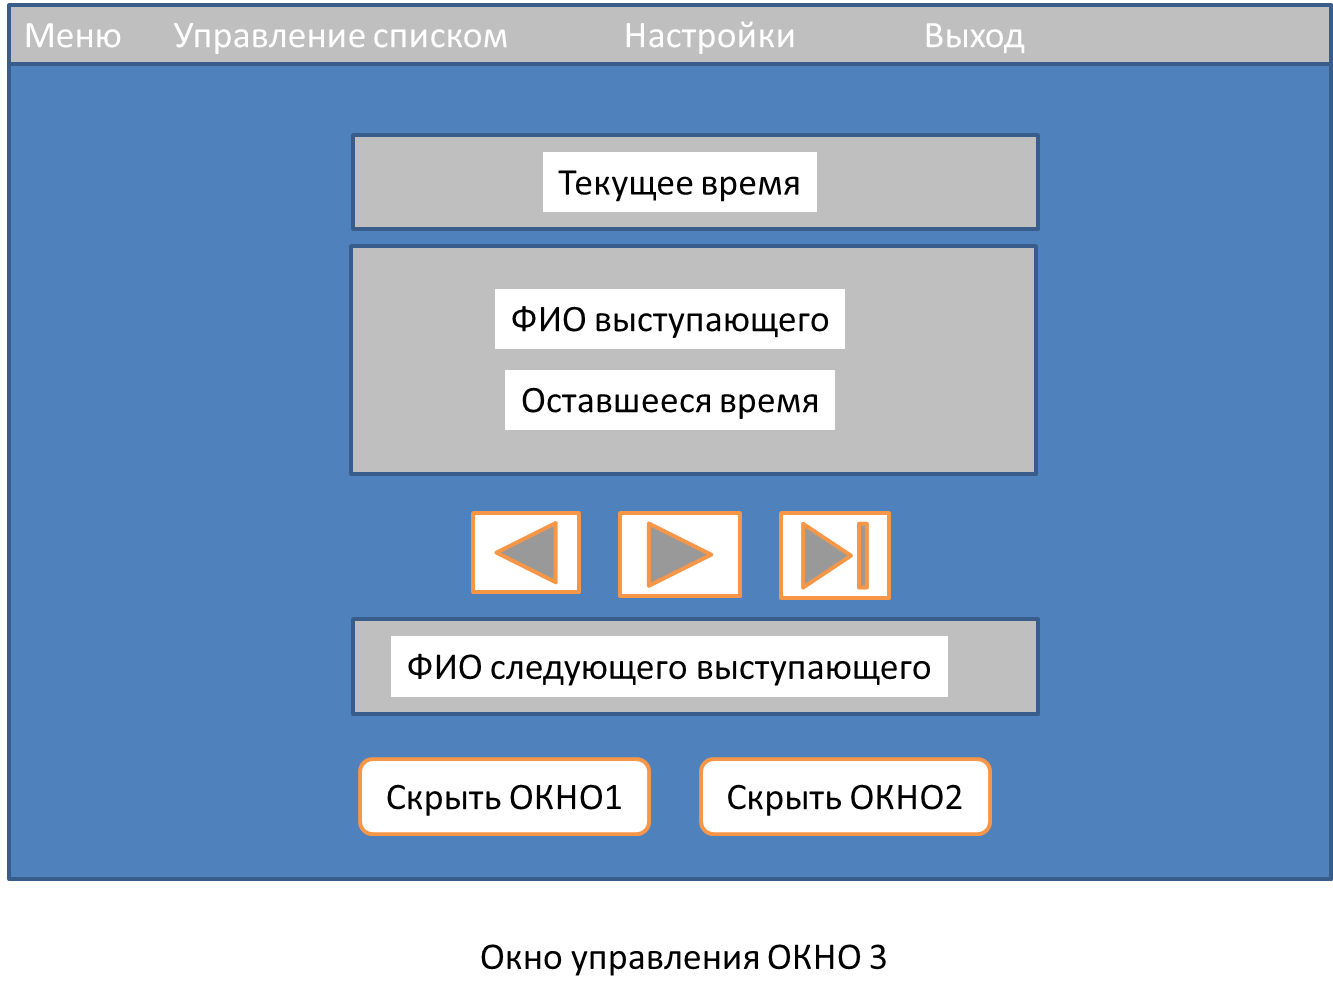 Меню Управление списком Настройки Выход
Текущее время
ФИО выступающего
Оставшееся время
ФИО следующего выступающего
Скрыть ОКНО1 Скрыть ОКНО2
Окно управления ОКНО 3